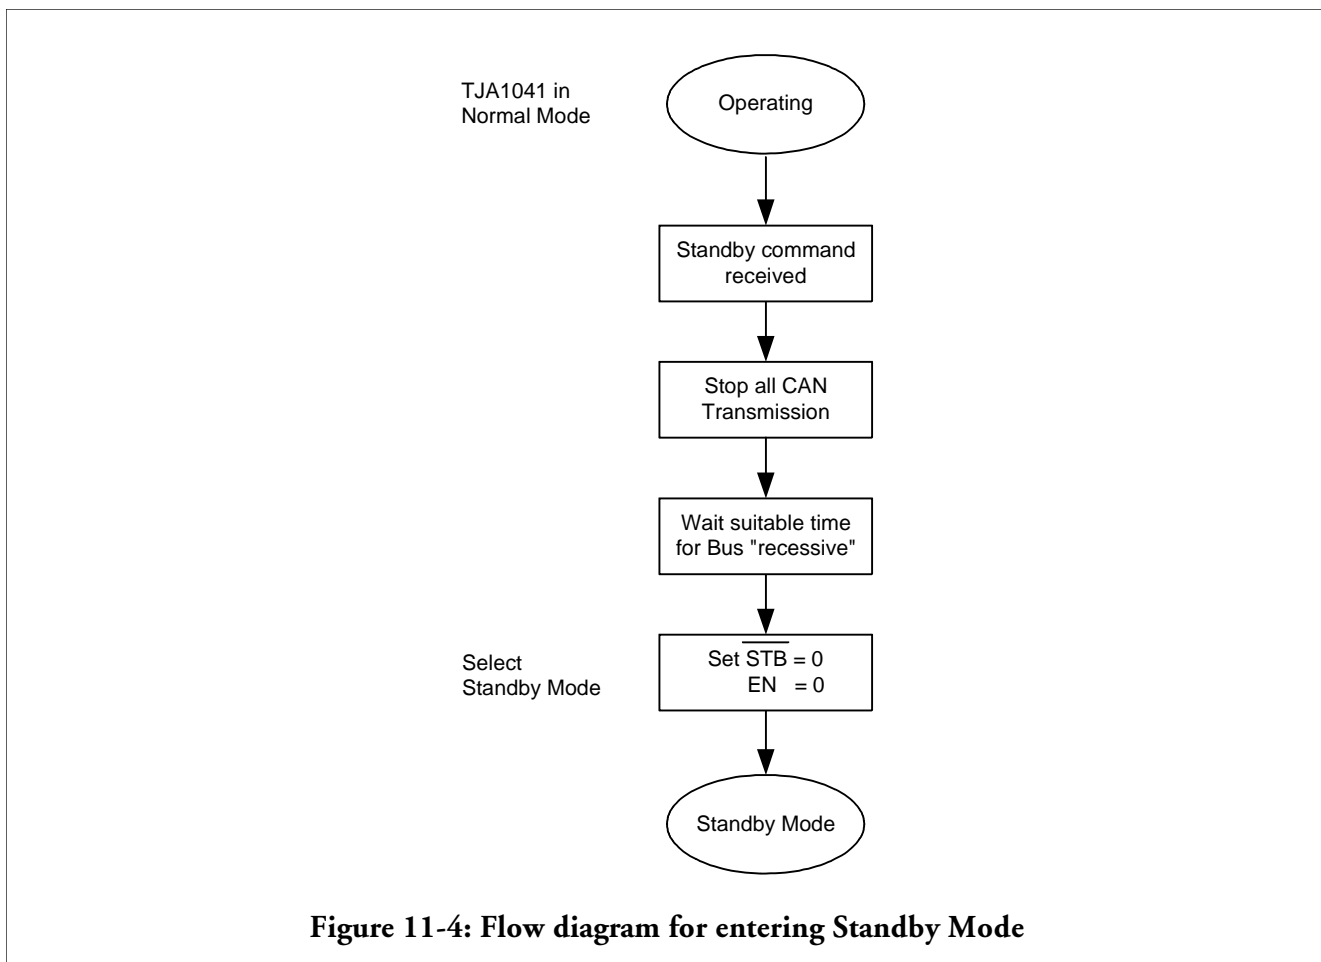 TJA1041 in
Normal Mode
Operating
Standby command
received
Stop all CAN
Transmission
Wait suitable time
for Bus "recessive"
Select
Standby Mode
Set S̅T̅B̅ = 0
EN = 0
Standby Mode
Figure 11-4: Flow diagram for entering Standby Mode